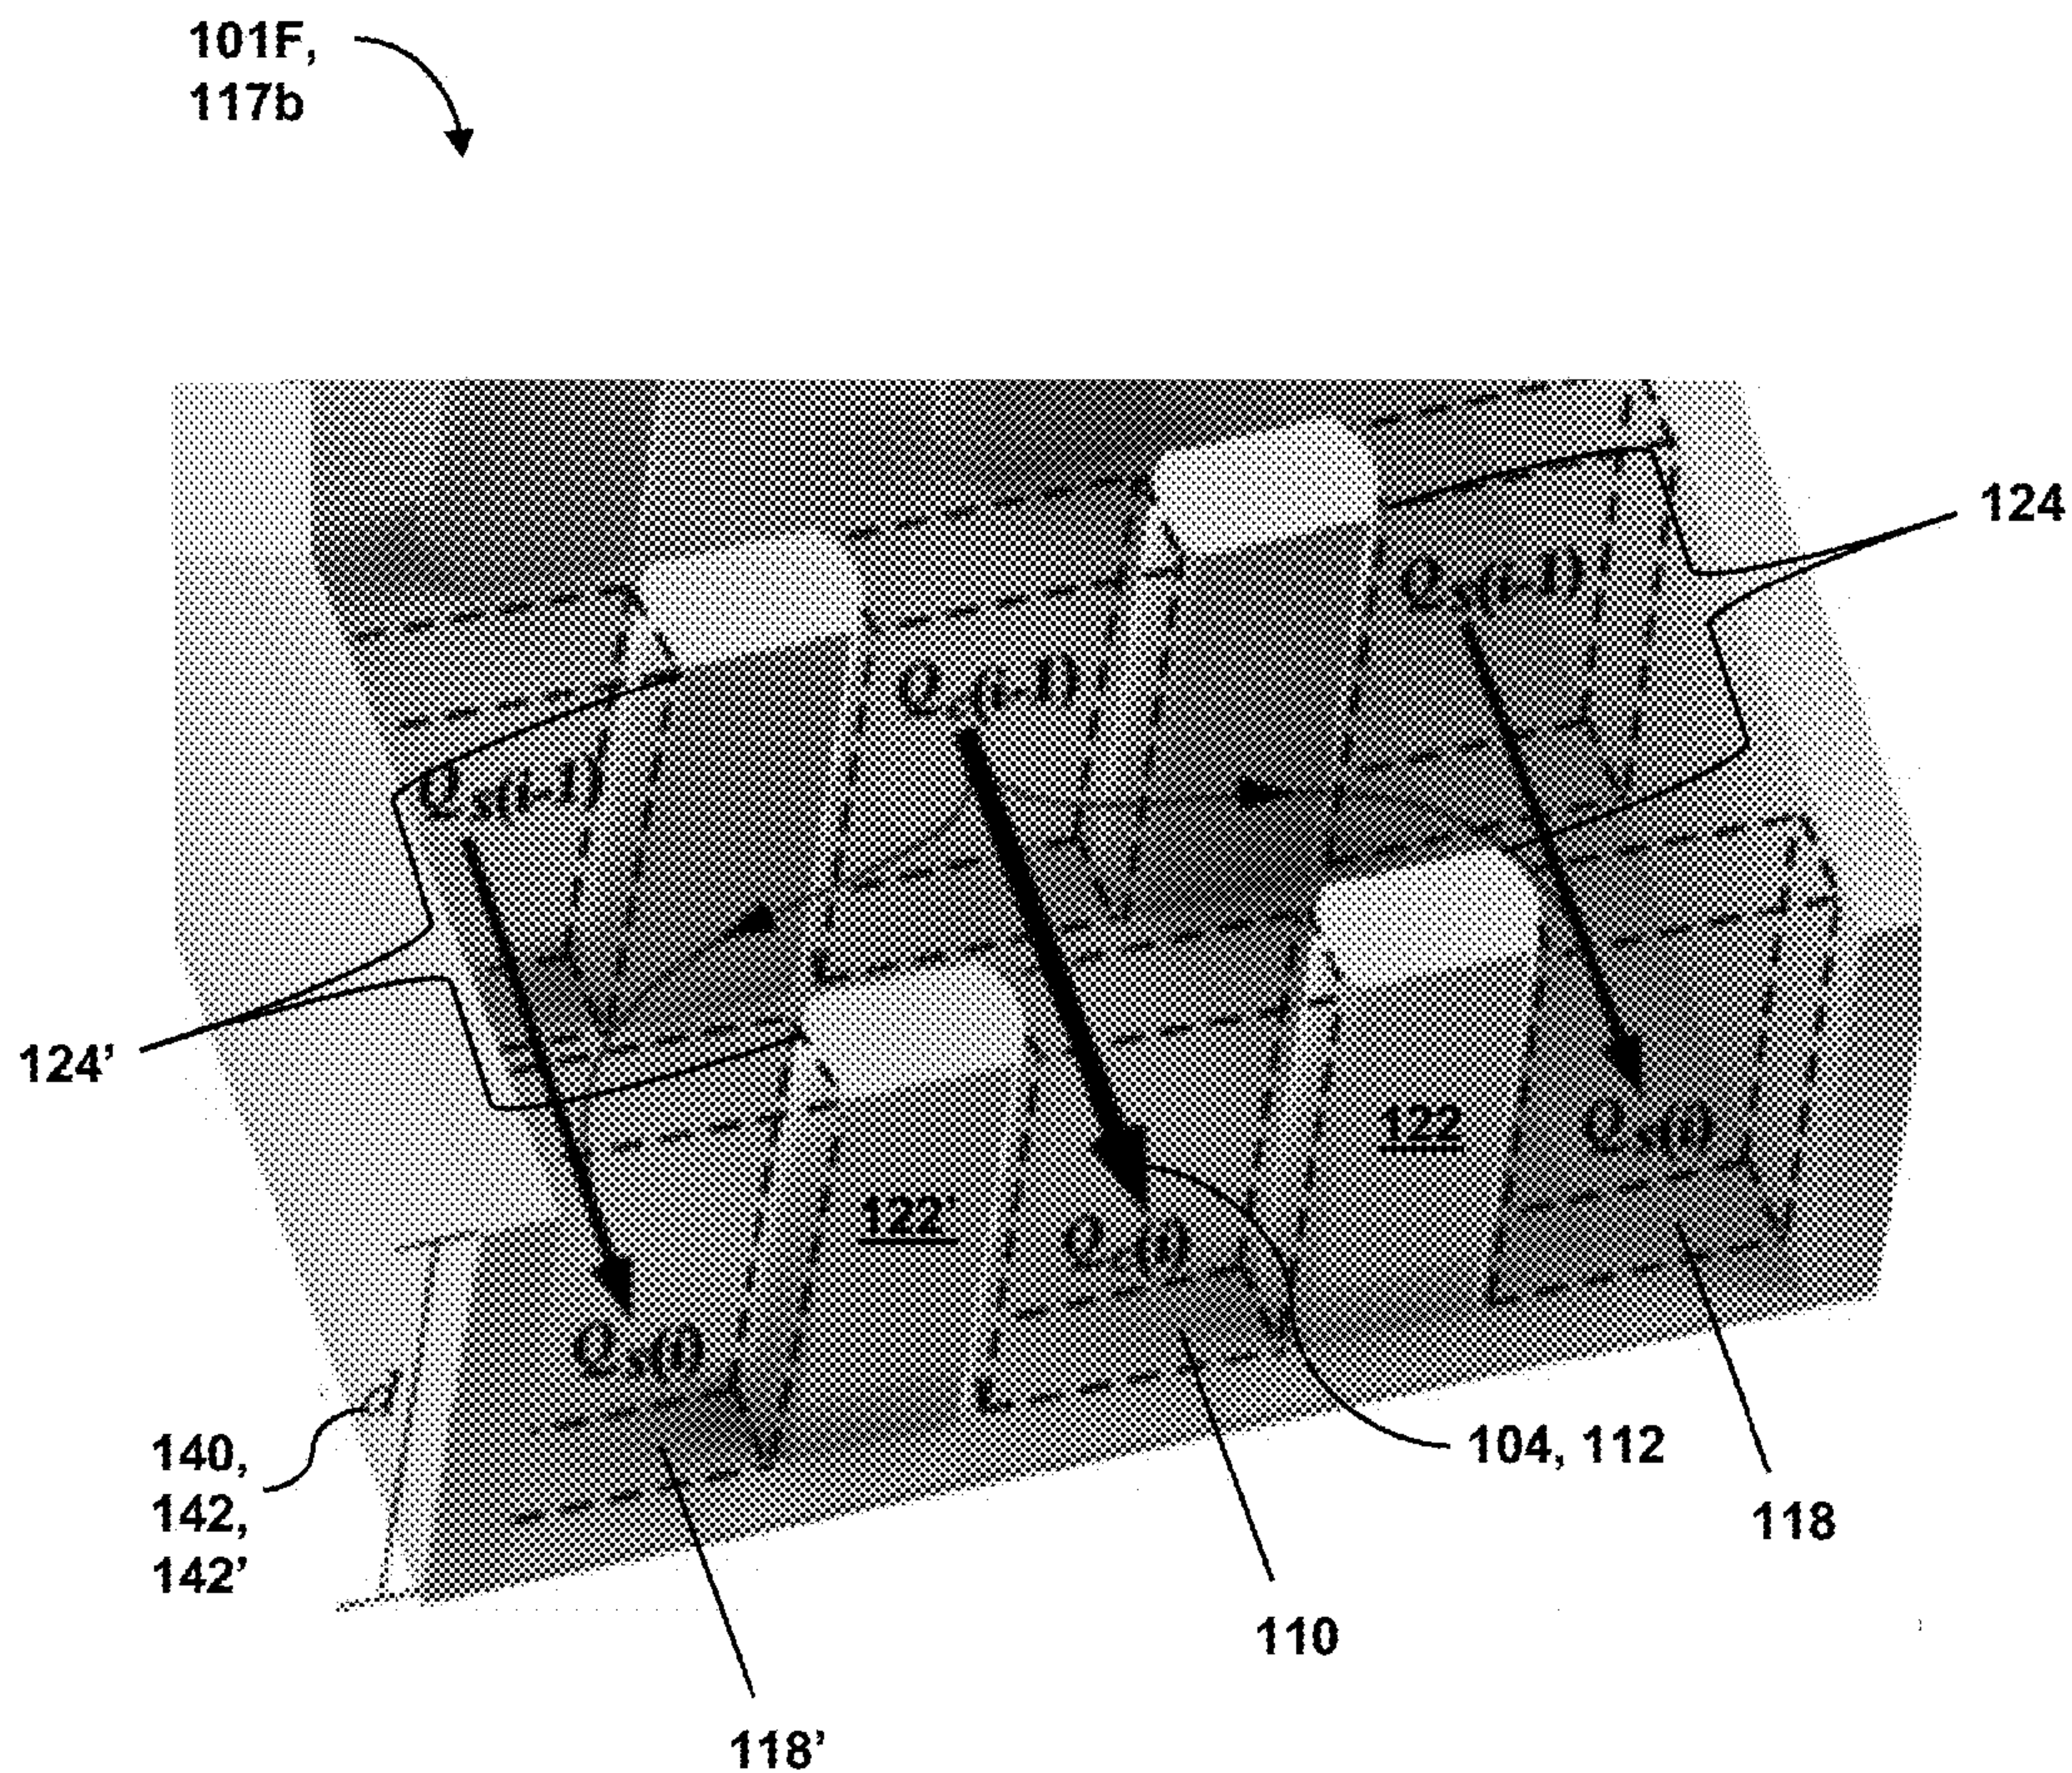 101F,
117b
124
Qs(i-1)
Qc(i-1)
Qs(i-1)
124'
122
Qs(i)
122'
Qc(i)
Qs(i)
140,
142,
142'
104, 112
118
110
118'